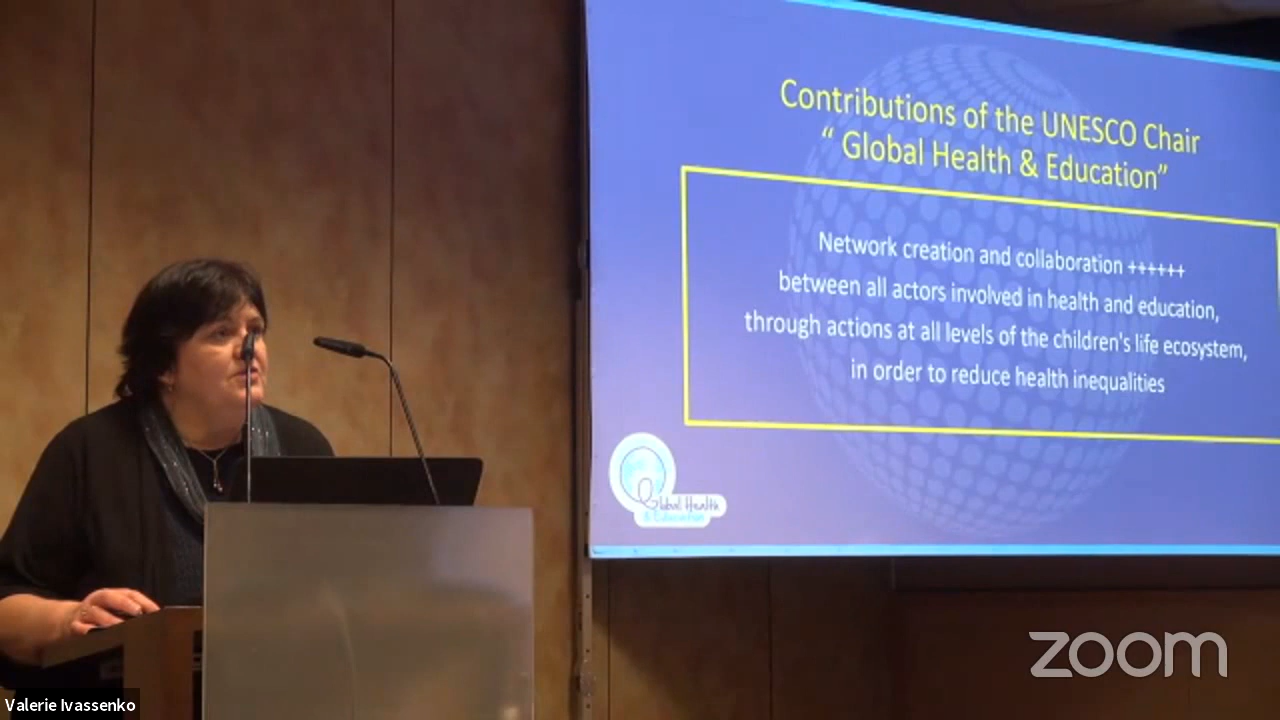 Contributions of the UNESCO Chair
“ Global Health & Education”
Network creation and collaboration ++++++
between all actors involved in health and education,
through actions at all levels of the children's life ecosystem,
in order to reduce health inequalities
Global Health
& Education
zoom
Valerie Ivassenko